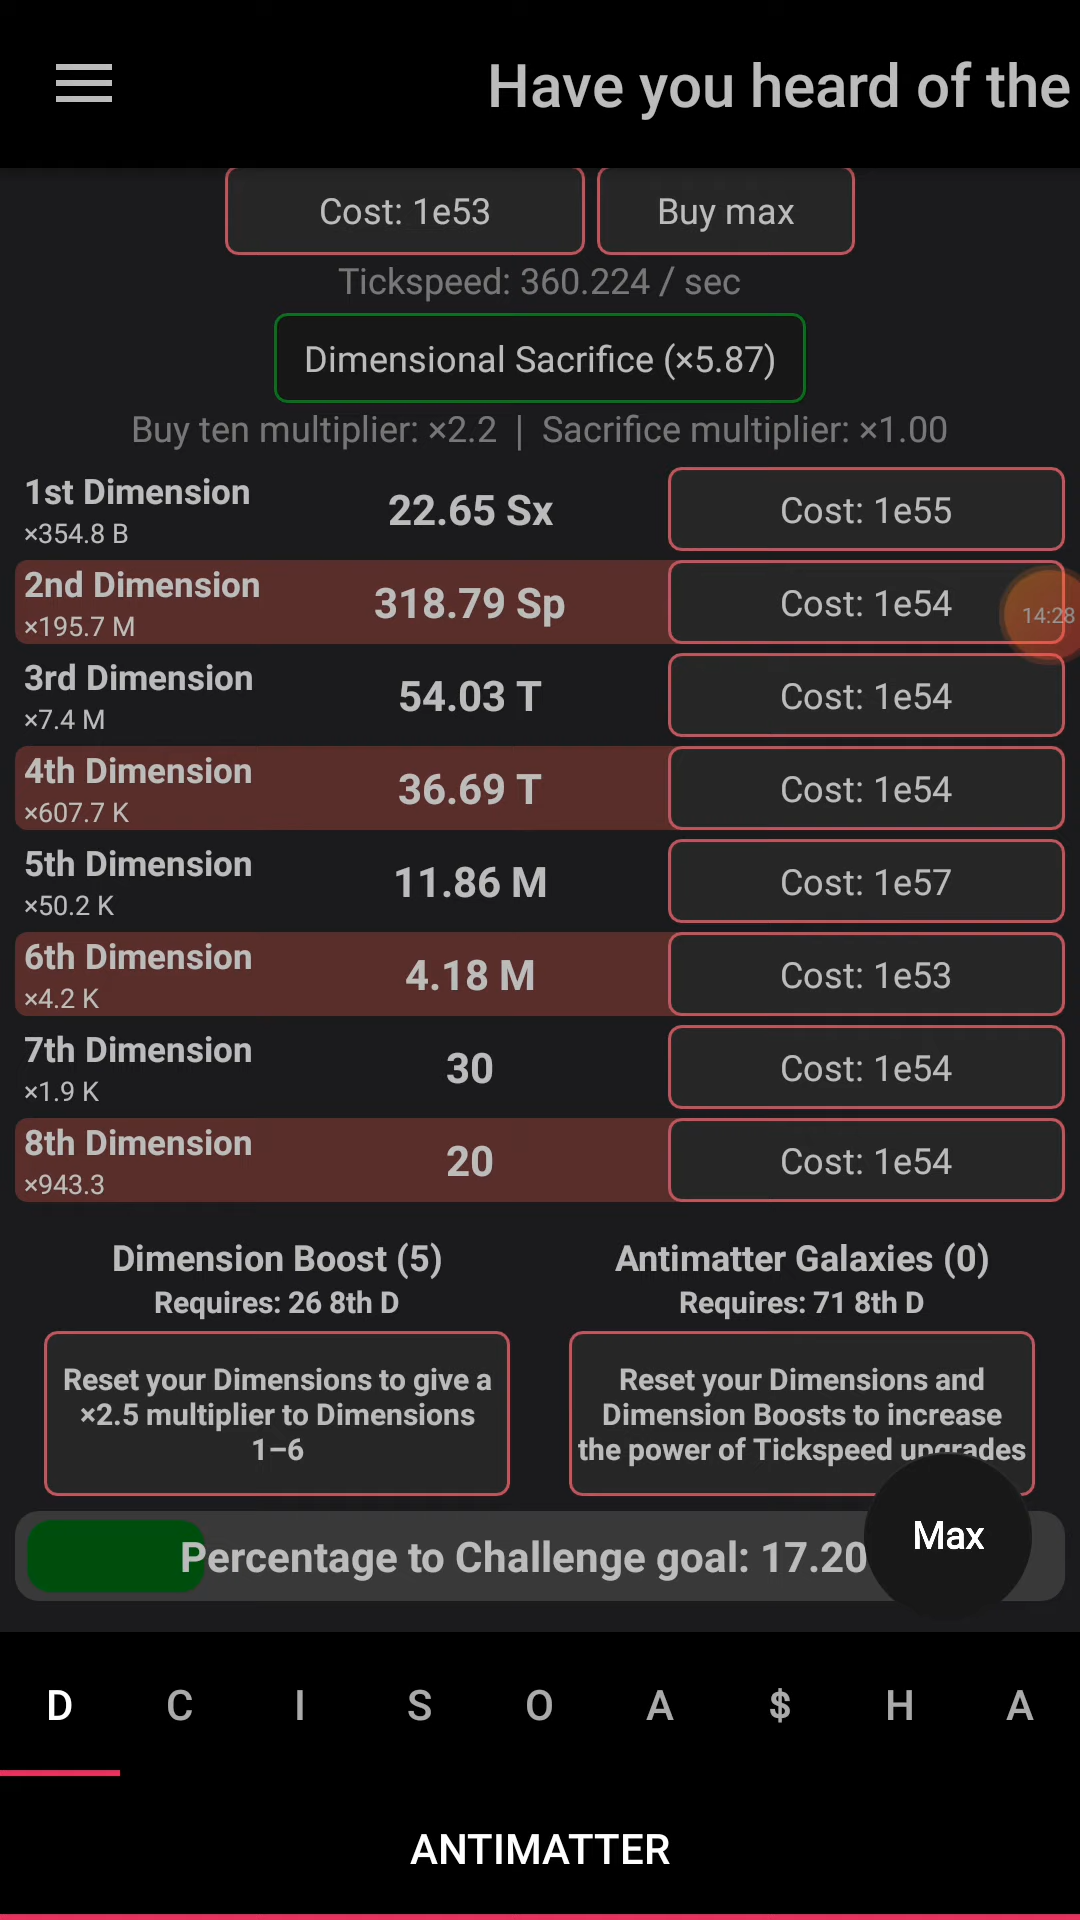 Have you heard of the
Cost: 1e53
Buy max
Tickspeed: 360.224 / sec
Dimensional Sacrifice (×5.87)
Buy ten multiplier: ×2.2 | Sacrifice multiplier: ×1.00
1st Dimension
×354.8 B
22.65 Sx
Cost: 1e55
2nd Dimension
×195.7 M
318.79 Sp
Cost: 1e54
14:28
3rd Dimension
×7.4 M
54.03 T
Cost: 1e54
4th Dimension
×607.7 K
36.69 T
Cost: 1e54
5th Dimension
×50.2 K
11.86 M
Cost: 1e57
6th Dimension
×4.2 K
4.18 M
Cost: 1e53
7th Dimension
×1.9 K
30
Cost: 1e54
8th Dimension
×943.3
20
Cost: 1e54
Dimension Boost (5)
Requires: 26 8th D
Reset your Dimensions to give a
×2.5 multiplier to Dimensions
1–6
Antimatter Galaxies (0)
Requires: 71 8th D
Reset your Dimensions and
Dimension Boosts to increase
the power of Tickspeed upgrades
Percentage to Challenge goal: 17.20
Max
D C I S O A $ H A
ANTIMATTER